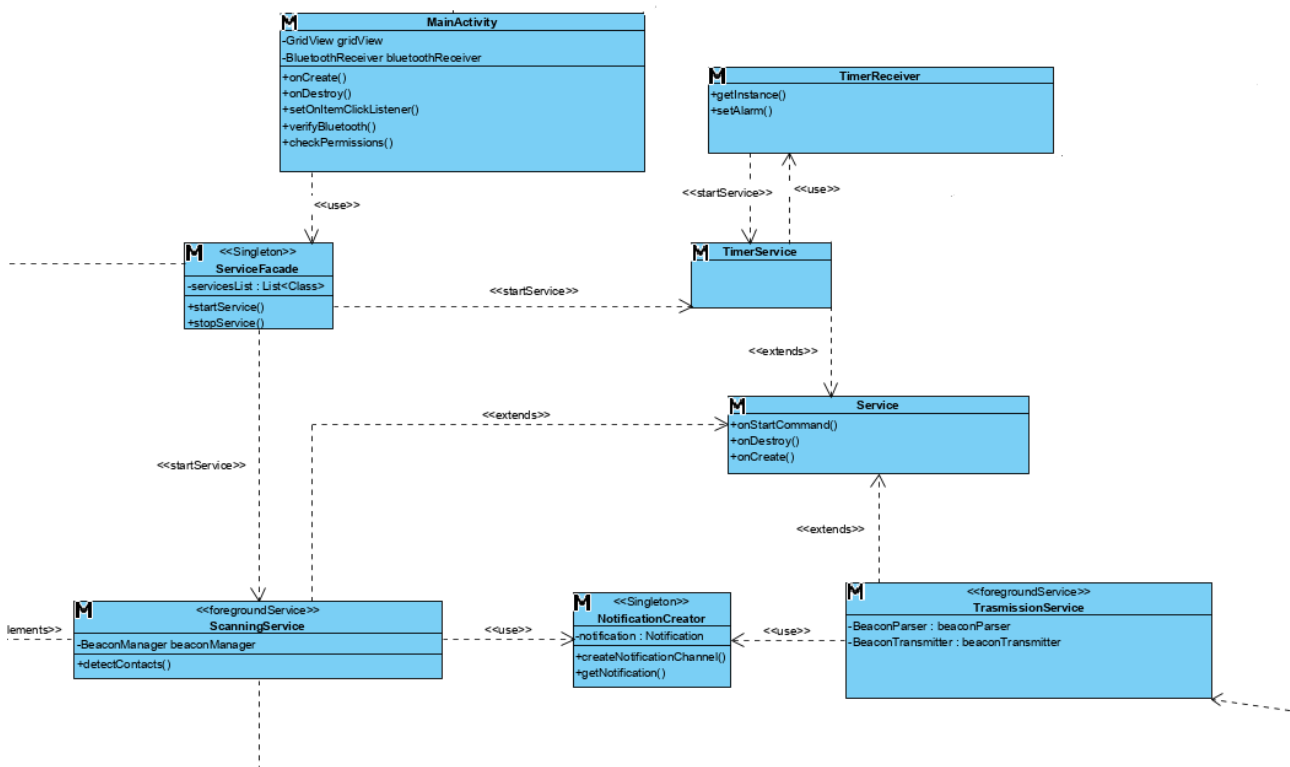 MainActivity
-GridView gridView
-BluetoothReceiver bluetoothReceiver
+onCreate()
+onDestroy()
+setOnItemClickListener()
+verifyBluetooth()
+checkPermissions()
TimerReceiver
+getInstance()
+setAlarm()
<<startService>>
<<use>>
<<use>>
<<Singleton>>
ServiceFacade
-servicesList : List<Class>
+startService()
+stopService()
<<startService>>
TimerService
<<extends>>
Service
+onStartCommand()
+onDestroy()
+onCreate()
<<extends>>
<<startService>>
<<extends>>
<<foregroundService>>
ScanningService
-BeaconManager beaconManager
+detectContacts()
lements>>
<<use>>
<<Singleton>>
NotificationCreator
-notification : Notification
+createNotificationChannel()
+getNotification()
<<use>>
<<foregroundService>>
TrasmissionService
-BeaconParser : beaconParser
-BeaconTransmitter : beaconTransmitter